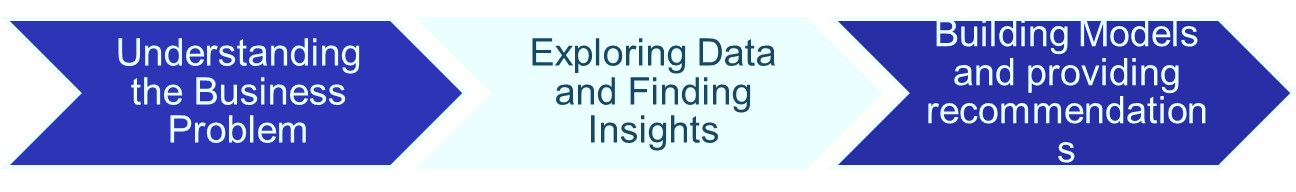 Understanding
the Business
Problem
Exploring Data
and Finding
Insights
Building Models
and providing
recommendation
s